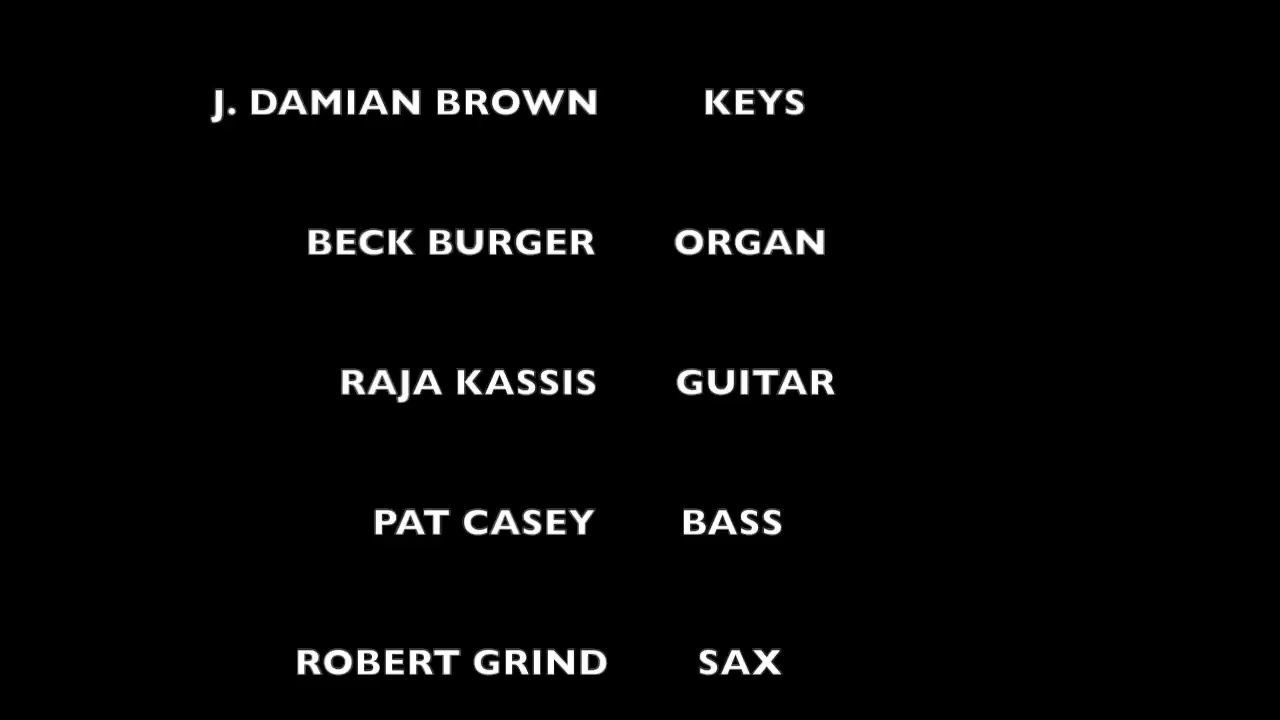 J. DAMIAN BROWN KEYS
BECK BURGER ORGAN
RAJA KASSIS GUITAR
PAT CASEY BASS
ROBERT GRIND SAX